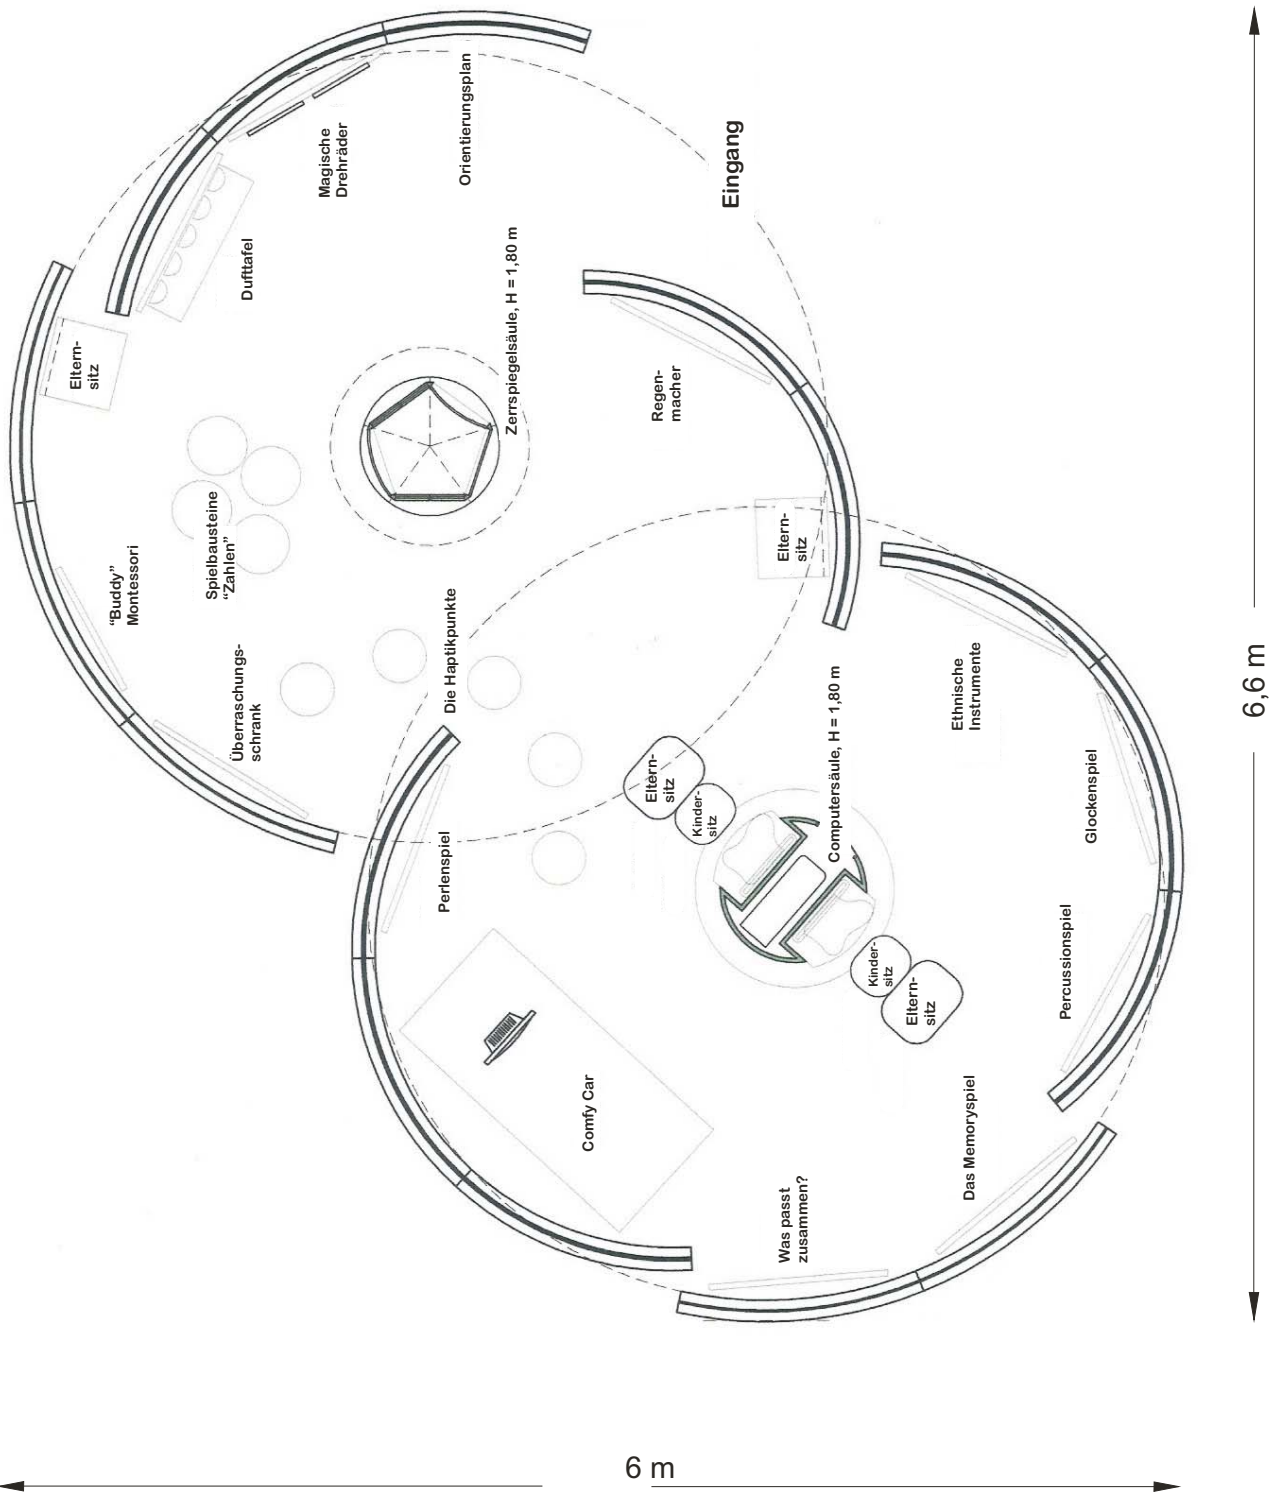 Orientierungsplan
Magische
Drehräder
Eingang
Dufttafel
Zerrspiegelsäule, H = 1,80 m
Eltern-
sitz
Regen-
macher
Spielbausteine
“Zahlen”
“Buddy”
Montessori
Eltern-
sitz
Die Haptikpunkte
Überraschungs-
schrank
Ethnische
Instrumente
Computersäule, H = 1,80 m
Eltern-
sitz
Kinder-
sitz
Perlenspiel
Glockenspiel
Percussionspiel
Kinder-
sitz
Eltern-
sitz
Comfy Car
Das Memoryspiel
Was passt
zusammen?
6,6 m
6 m